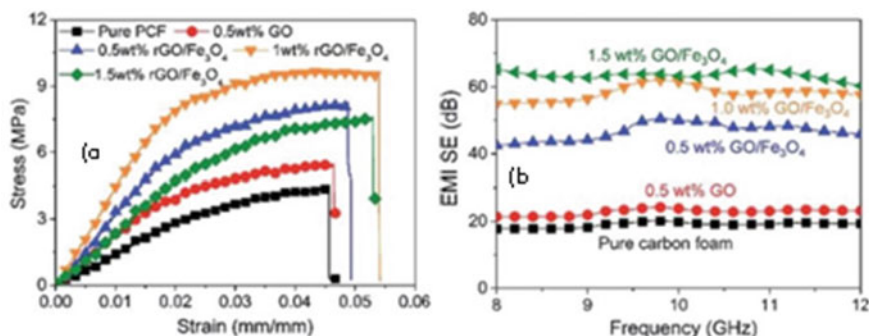 12
9
6
3
0
Stress (MPa)
Pure PCF 0.5wt% GO
0.5wt% rGO/Fe₃O₄ 1wt% rGO/Fe₃O₄
1.5wt% rGO/Fe₃O₄
(a
0.00 0.01 0.02 0.03 0.04 0.05 0.06
Strain (mm/mm)
80
60
40
20
0
EMI SE (dB)
1.5 wt% GO/Fe₃O₄
1.0 wt% GO/Fe₃O₄
0.5 wt% GO/Fe₃O₄
(b
0.5 wt% GO
Pure carbon foam
8 9 10 11 12
Frequency (GHz)